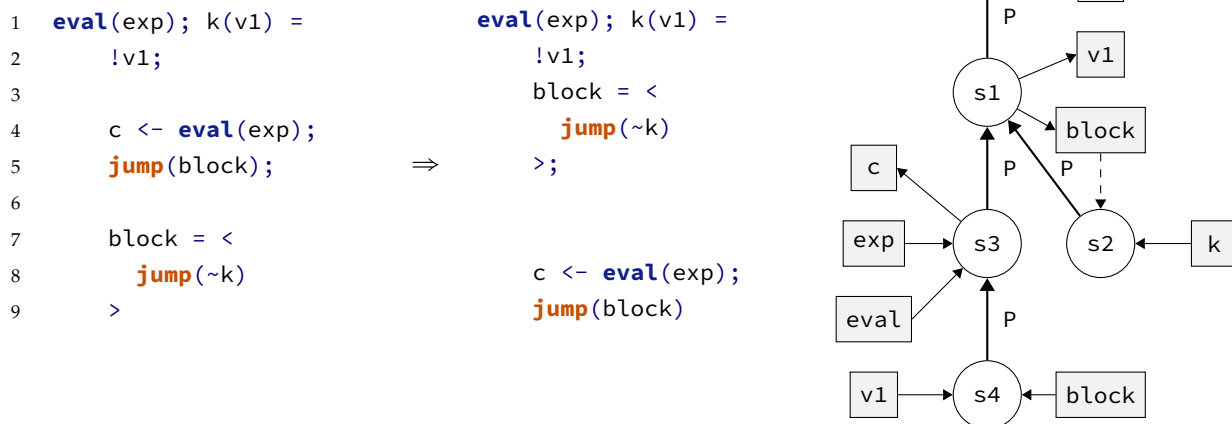 1 eval(exp); k(v1) =
2 !v1;
3
4 c <- eval(exp);
5 jump(block);
6
7 block = <
8 jump(~k)
9 >
⇒
eval(exp); k(v1) =
!v1;
block = <
jump(~k)
>;
c <- eval(exp);
jump(block)
P
v1
s1
block
P
P
c
exp
s3
s2
k
eval
P
v1
s4
block